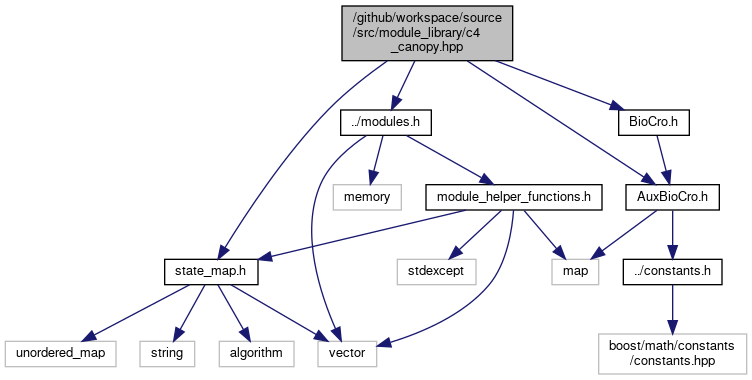 /github/workspace/source
/src/module_library/c4
_canopy.hpp
../modules.h
BioCro.h
memory
module_helper_functions.h
AuxBioCro.h
state_map.h
stdexcept
map
../constants.h
unordered_map
string
algorithm
vector
boost/math/constants
/constants.hpp